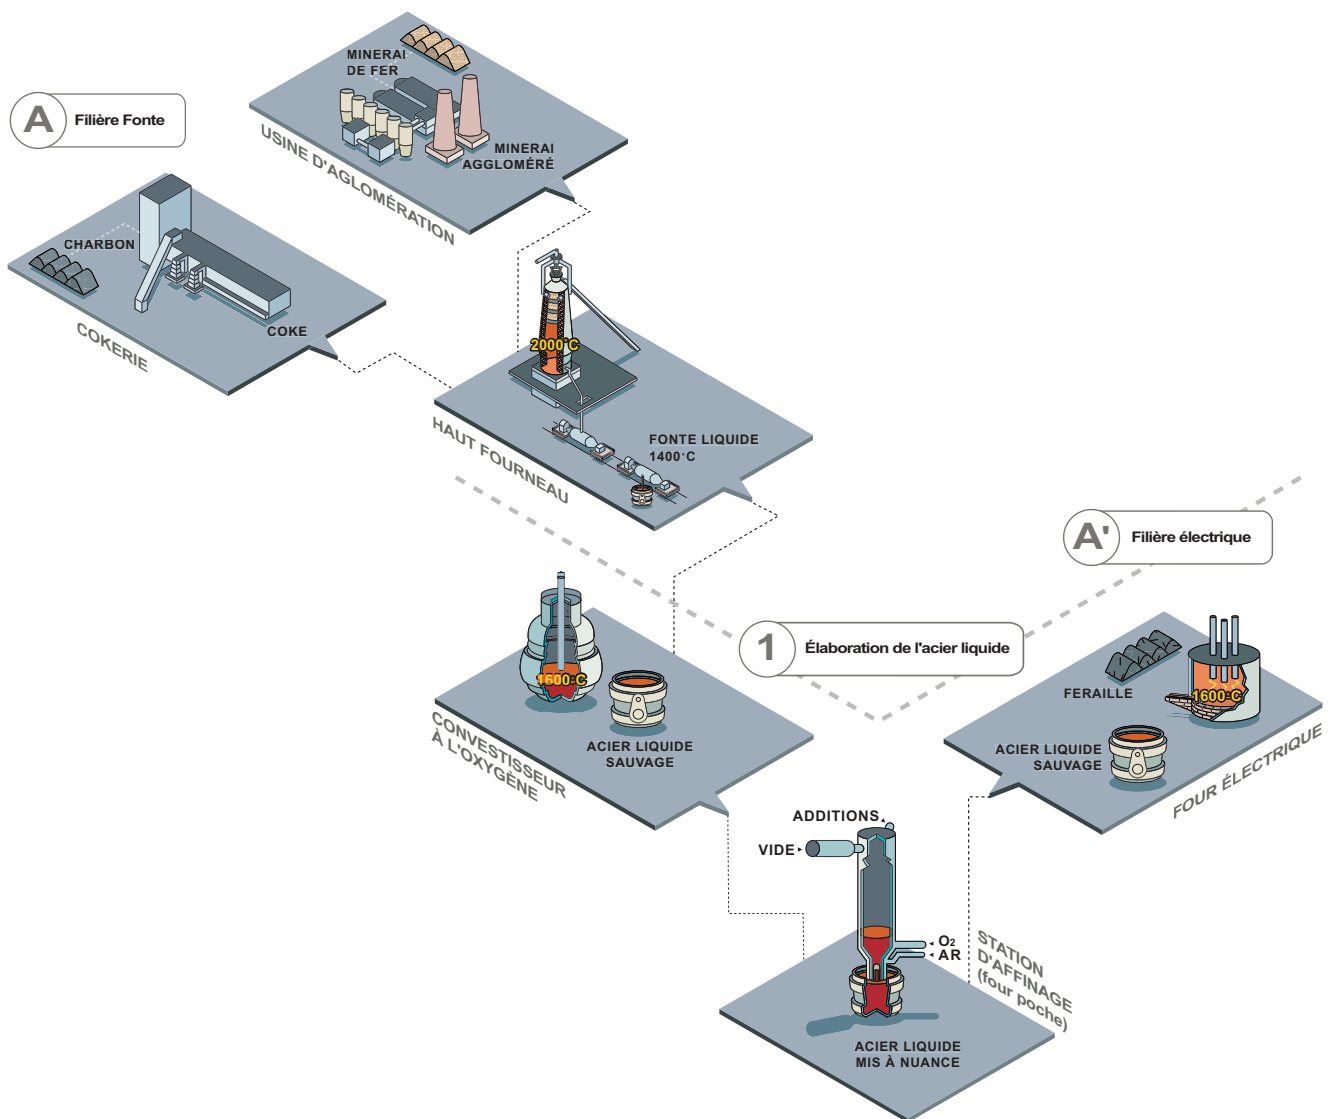 A
Filière Fonte
MINERAI
DE FER
MINERAI
AGGLOMÉRÉ
USINE D'AGLOMÉRATION
CHARBON
COKE
COKERIE
2000°C
FONTE LIQUIDE
1400°C
HAUT FOURNEAU
A'
Filière électrique
1
Élaboration de l'acier liquide
1600°C
ACIER LIQUIDE
SAUVAGE
CONVESTISSEUR
À L'OXYGÈNE
FERAILLE
1600°C
ACIER LIQUIDE
SAUVAGE
FOUR ÉLECTRIQUE
ADDITIONS
VIDE
O2
AR
STATION
D'AFFINAGE
(four poche)
ACIER LIQUIDE
MIS À NUANCE